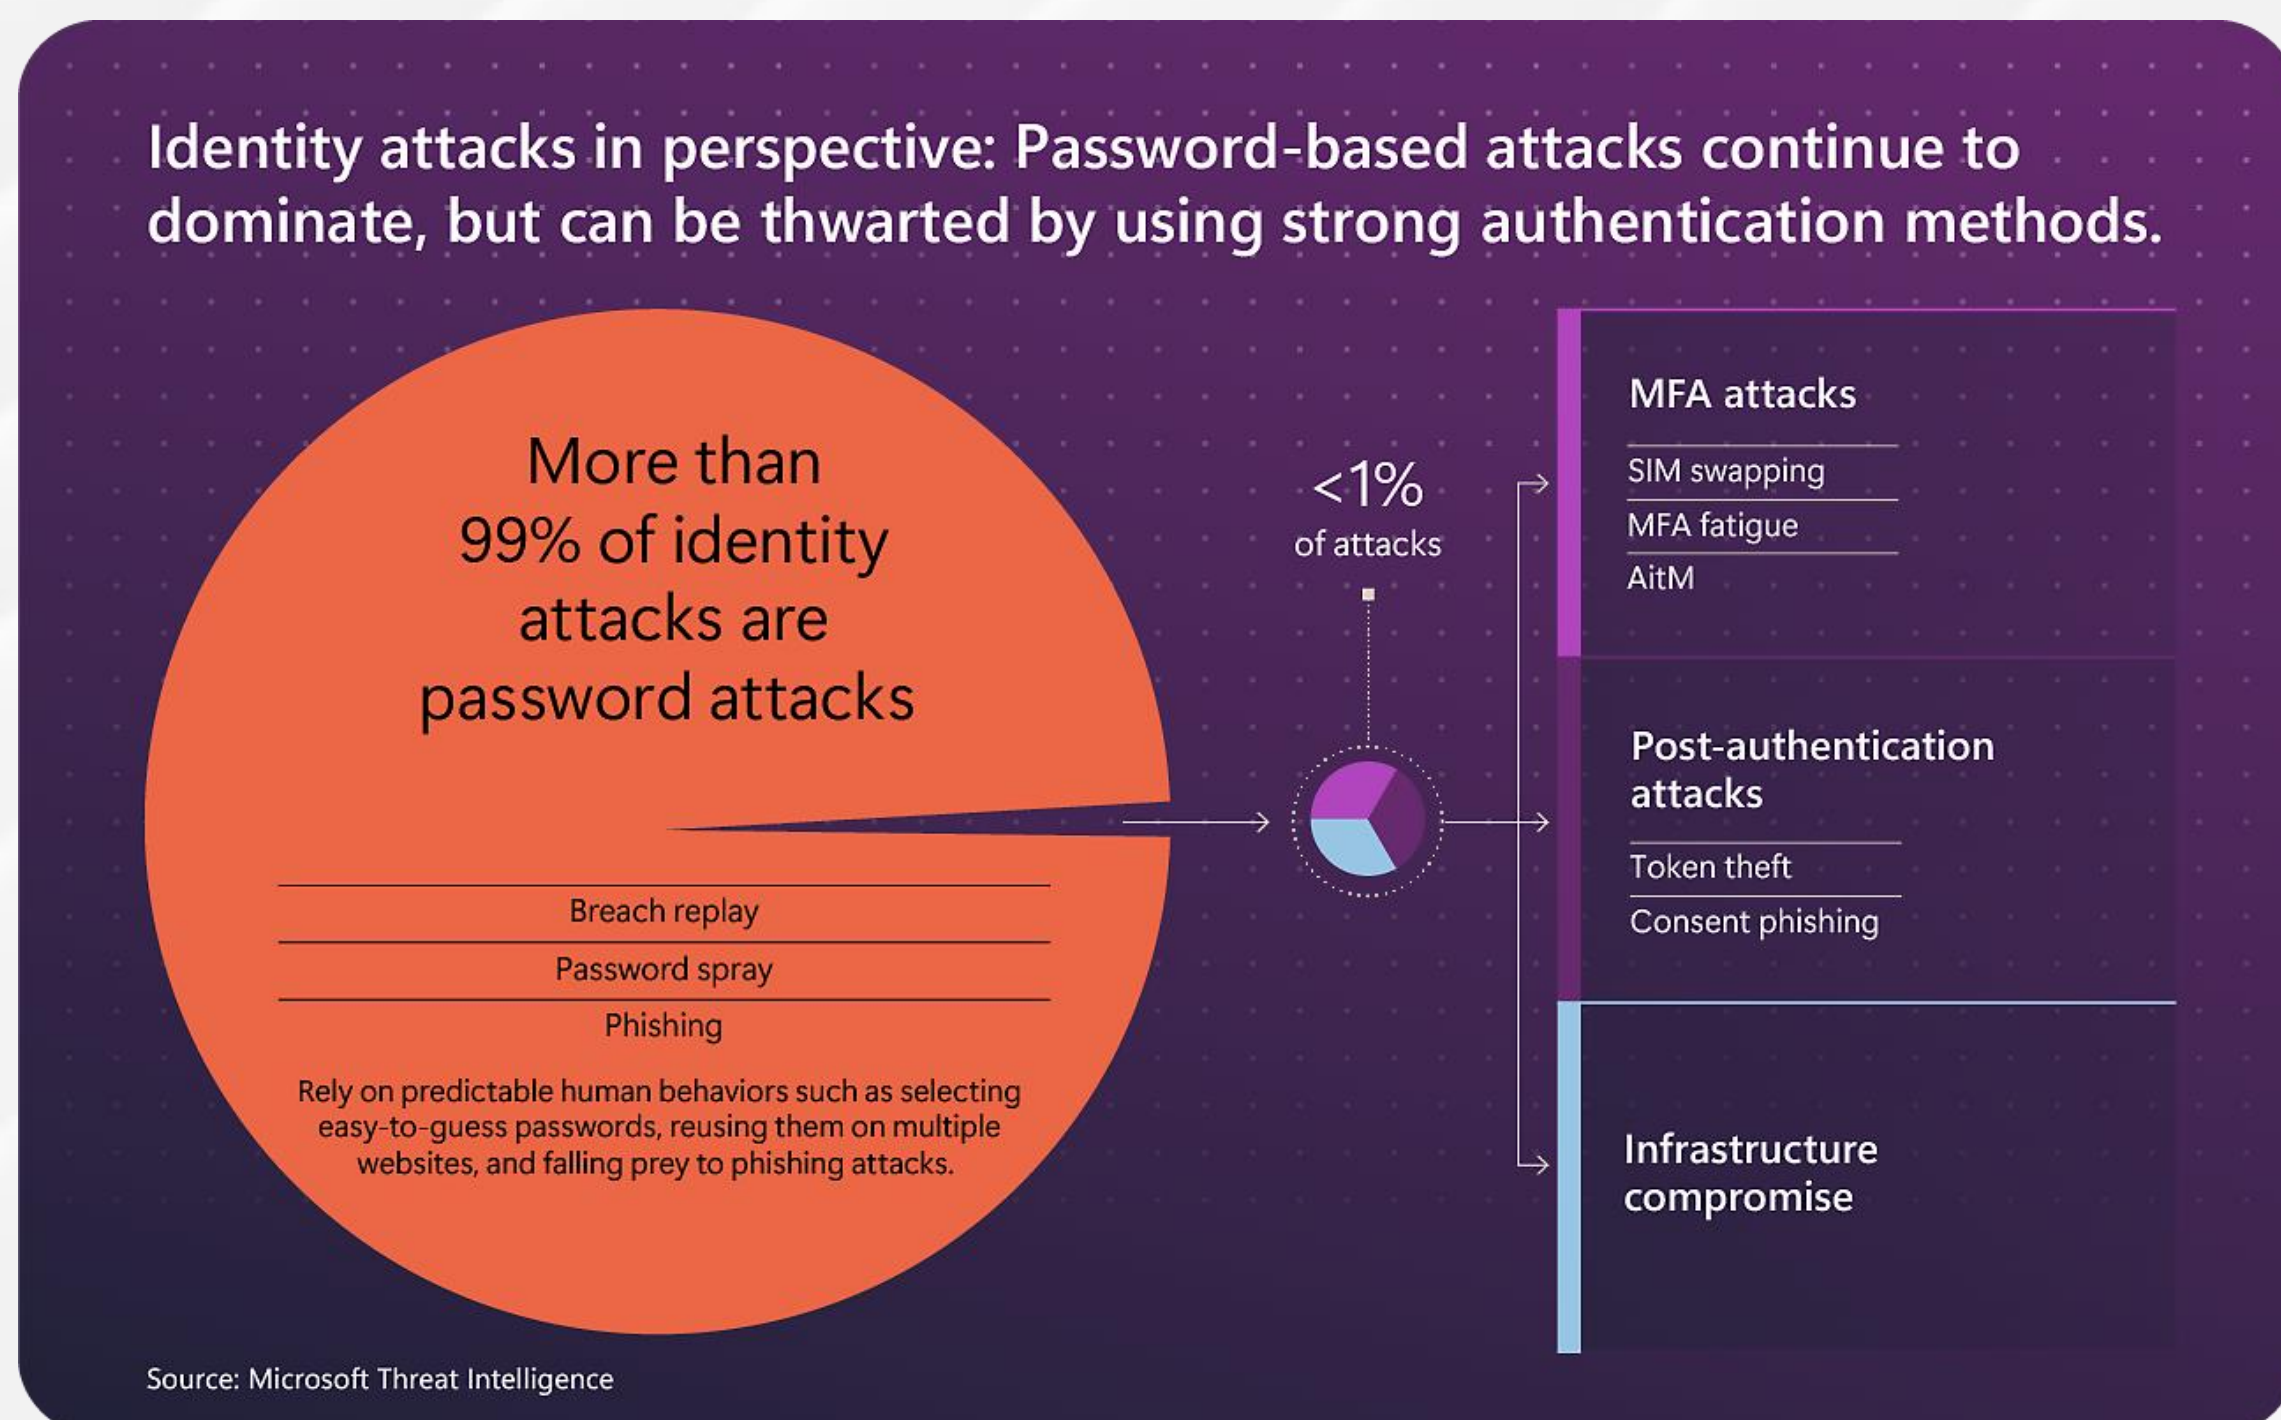 Identity attacks in perspective: Password-based attacks continue to
dominate, but can be thwarted by using strong authentication methods.
More than
99% of identity
attacks are
password attacks
Breach replay
Password spray
Phishing
Rely on predictable human behaviors such as selecting
easy-to-guess passwords, reusing them on multiple
websites, and falling prey to phishing attacks.
<1%
of attacks
MFA attacks
SIM swapping
MFA fatigue
AitM
Post-authentication
attacks
Token theft
Consent phishing
Infrastructure
compromise
Source: Microsoft Threat Intelligence